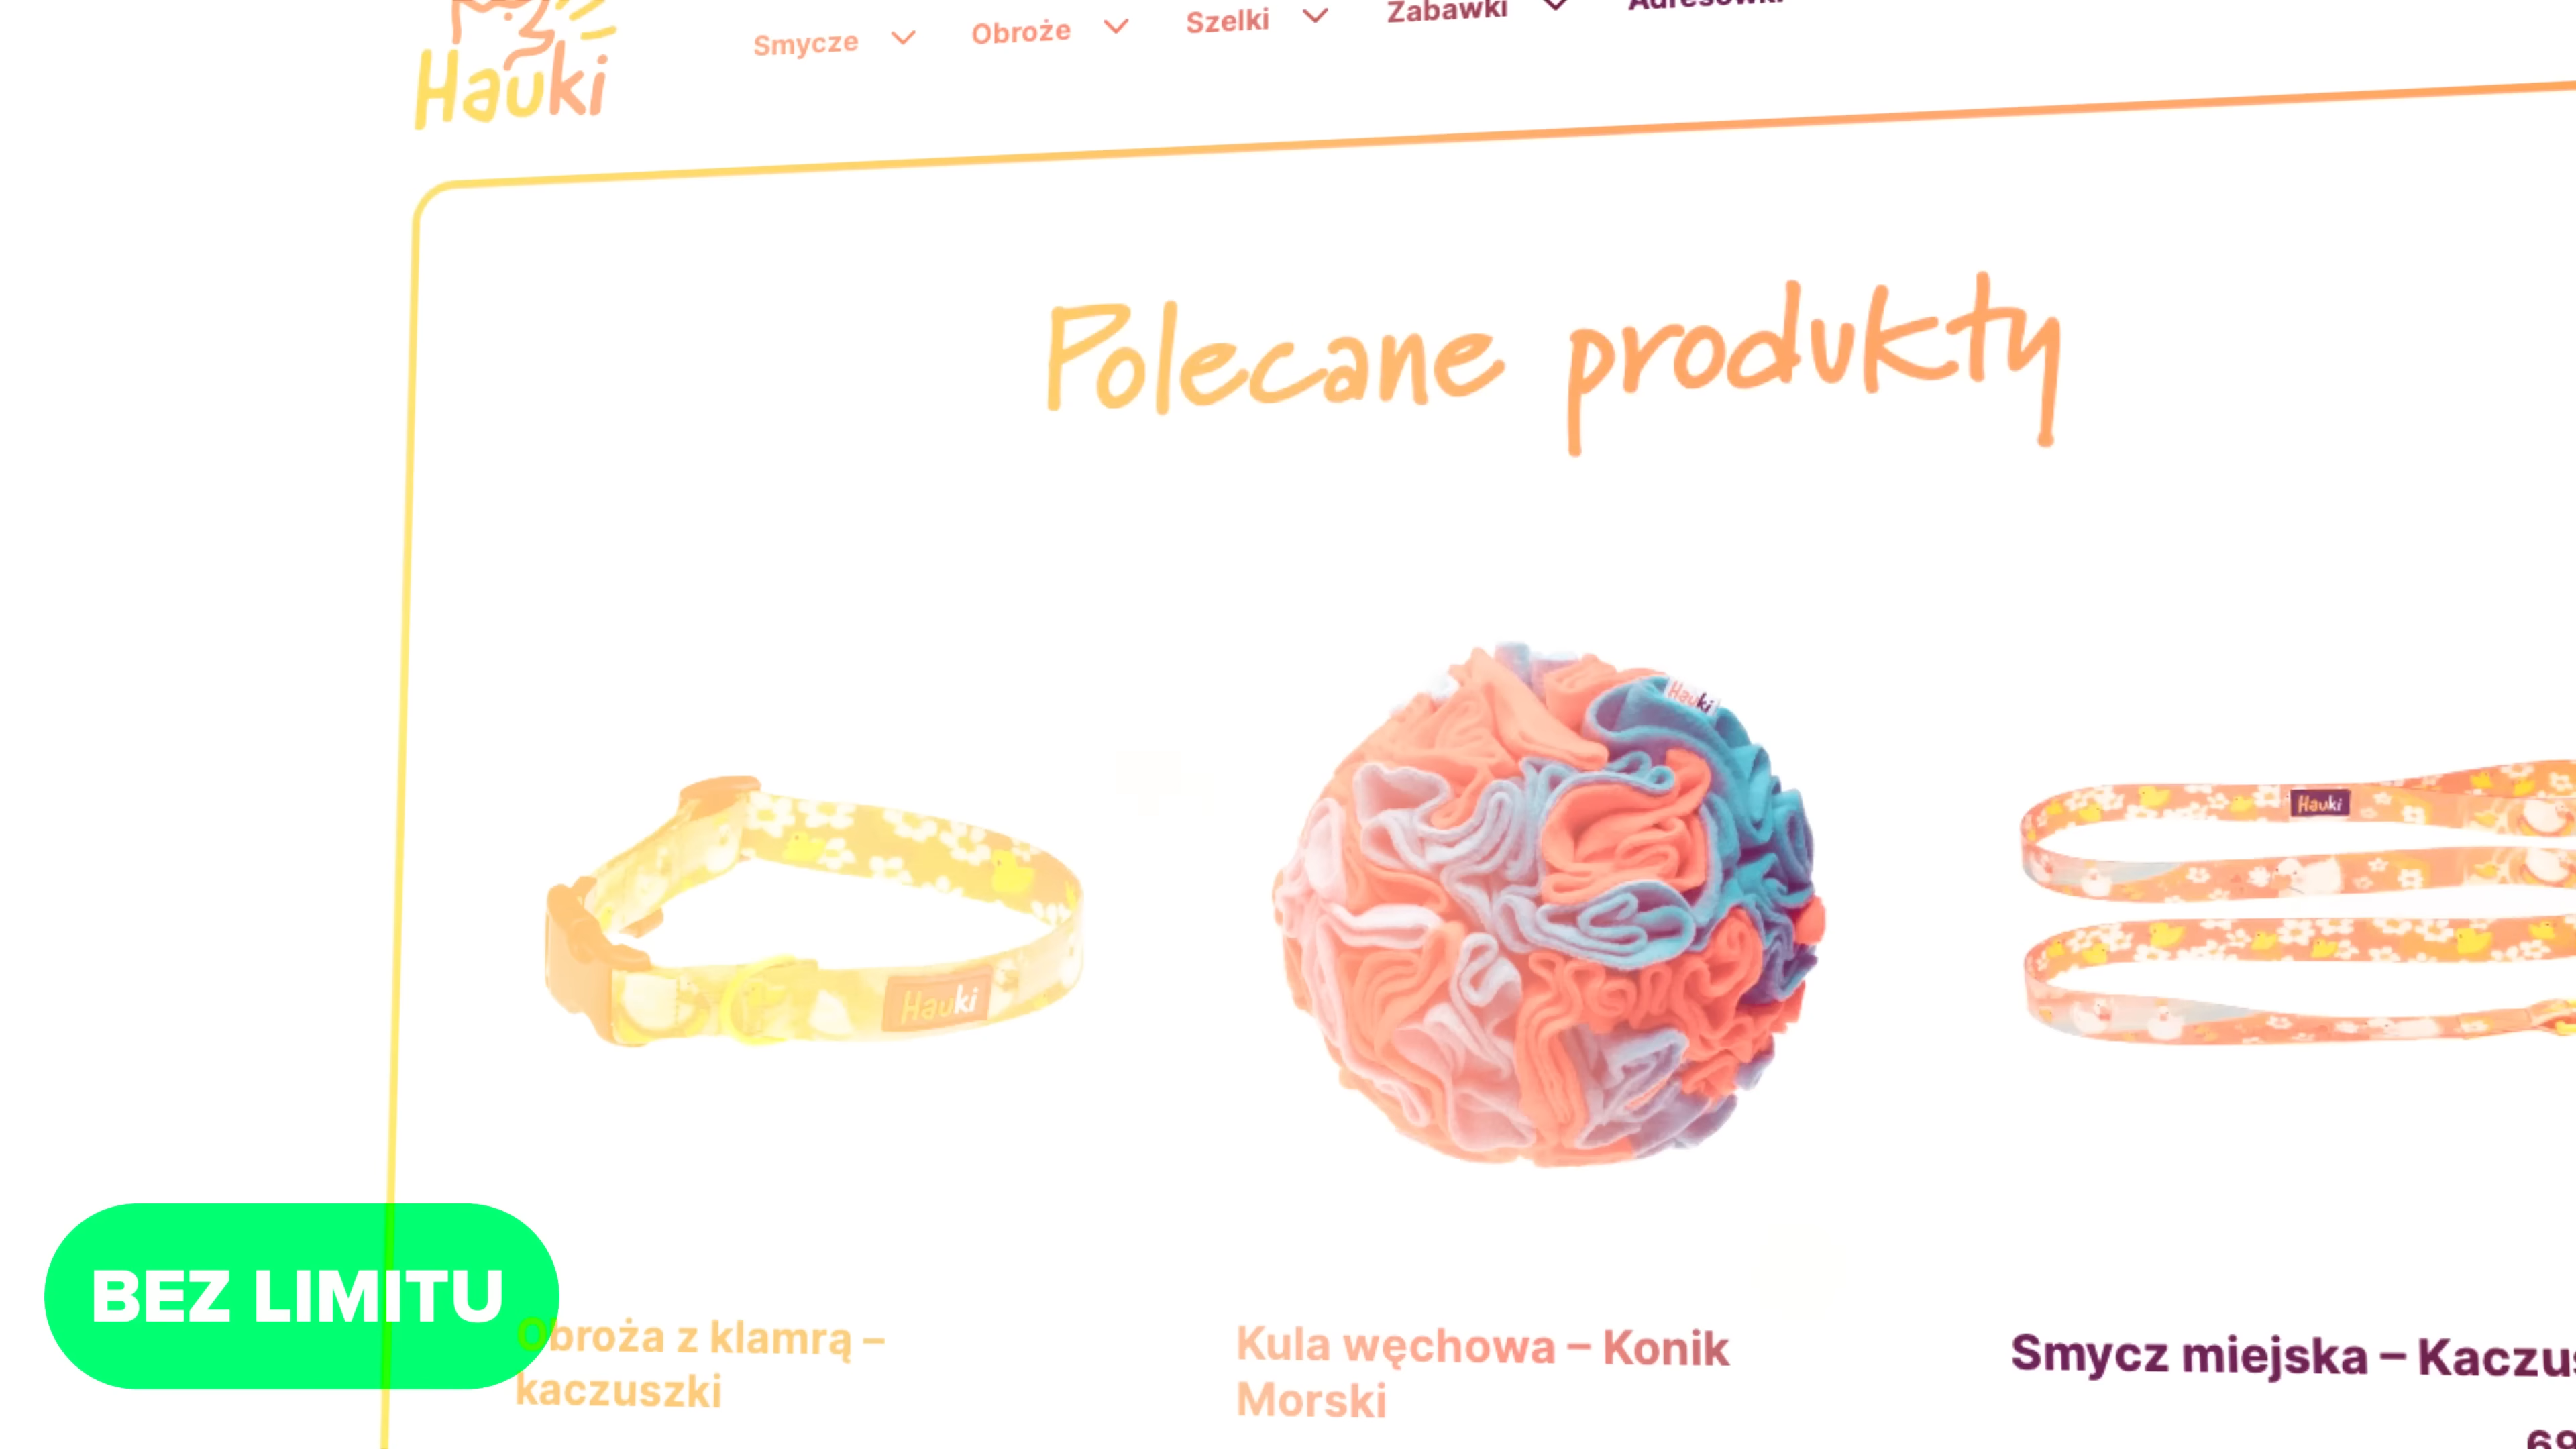 Hauki
Smycze
Obroże
Szelki
Zabawki
Adresówki
Polecane produkty
Hauki
Hauki
Hauki
BEZ LIMITU
Obroża z klamrą –
kaczuszki
Kula węchowa – Konik
Morski
Smycz miejska –